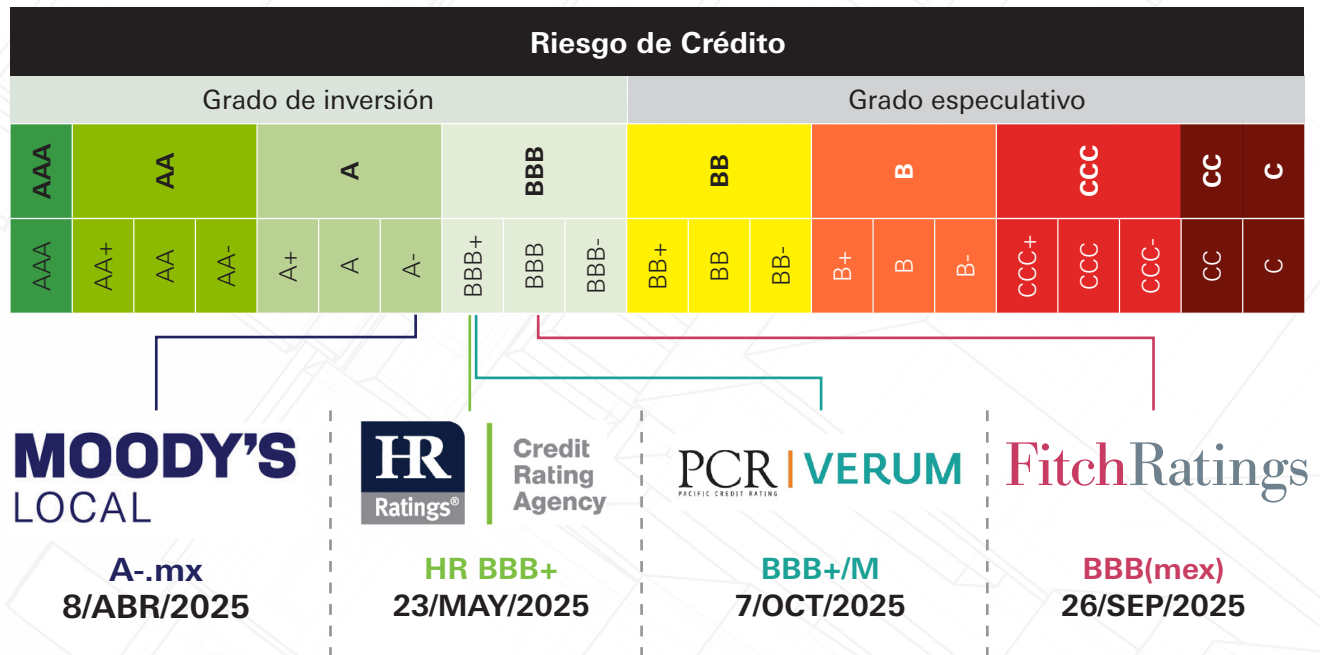 Riesgo de Crédito
Grado de inversión
Grado especulativo
AAA
AA
A
BBB
BB
B
CCC
CC
C
AAA
AA+
AA
AA-
A+
A
A-
BBB+
BBB
BBB-
BB+
BB
BB-
B+
B
B-
CCC+
CCC
CCC-
CC
C
MOODY'S
LOCAL
A-.mx
8/ABR/2025
HR
Ratings®
Credit
Rating
Agency
HR BBB+
23/MAY/2025
PCR VERUM
PACIFIC CREDIT RATING
BBB+/M
7/OCT/2025
FitchRatings
BBB(mex)
26/SEP/2025